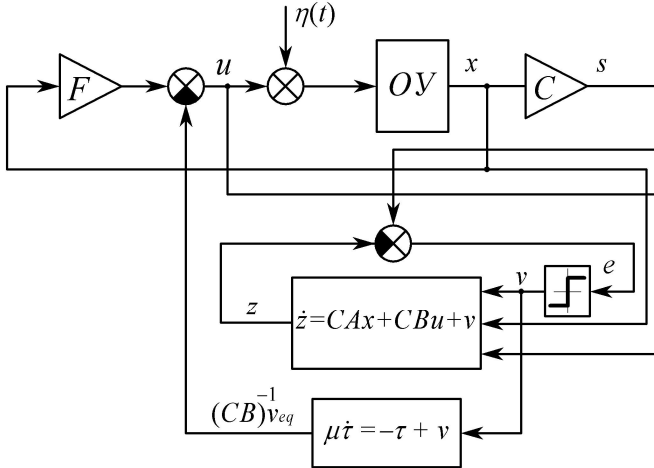 η(t)
F
u
ОУ
x
C
s
v
e
z
ż=CAx+CBu+v
(CB)⁻¹v_eq
μτ̇ = −τ + v